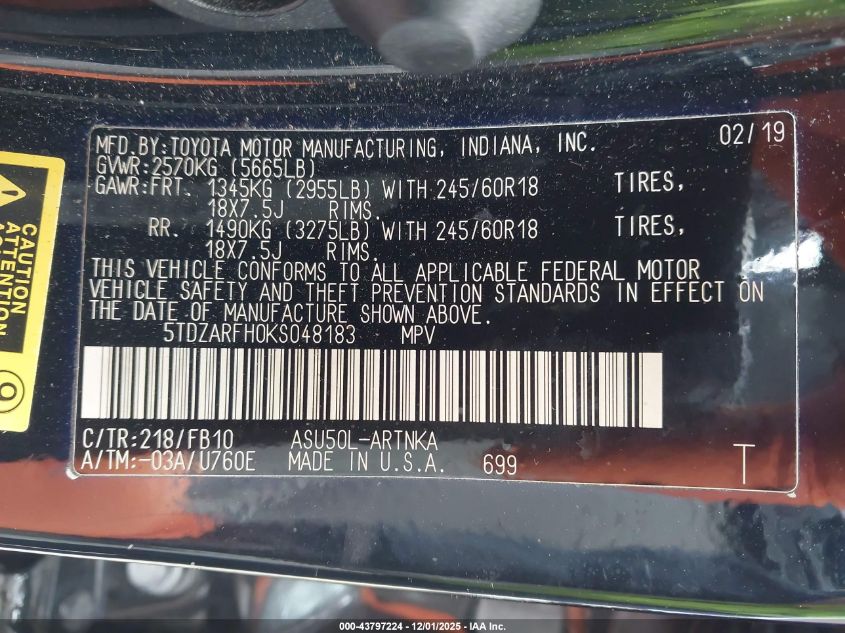 MFD.BY:TOYOTA MOTOR MANUFACTURING, INDIANA, INC. 02/19
GVWR:2570KG (5665LB)
GAWR:FRT. 1345KG (2955LB) WITH 245/60R18 TIRES,
18X7.5J RIMS.
RR. 1490KG (3275LB) WITH 245/60R18 TIRES,
18X7.5J RIMS.
THIS VEHICLE CONFORMS TO ALL APPLICABLE FEDERAL MOTOR
VEHICLE SAFETY AND THEFT PREVENTION STANDARDS IN EFFECT ON
THE DATE OF MANUFACTURE SHOWN ABOVE.
5TDZARFH0KS048183 MPV
C/TR:218/FB10 ASU50L-ARTNKA
A/TM:-03A/U760E MADE IN U.S.A. 699 T
CAUTION
ATTENTION
000-43797224 - 12/01/2025 - IAA, Inc.